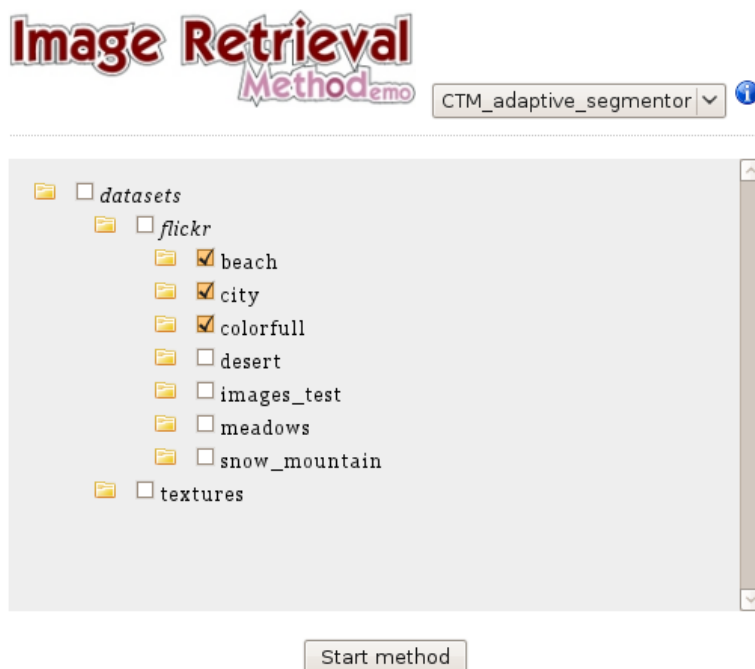 Image Retrieval
Methodemo
CTM_adaptive_segmentor
datasets
flickr
beach
city
colorfull
desert
images_test
meadows
snow_mountain
textures
Start method